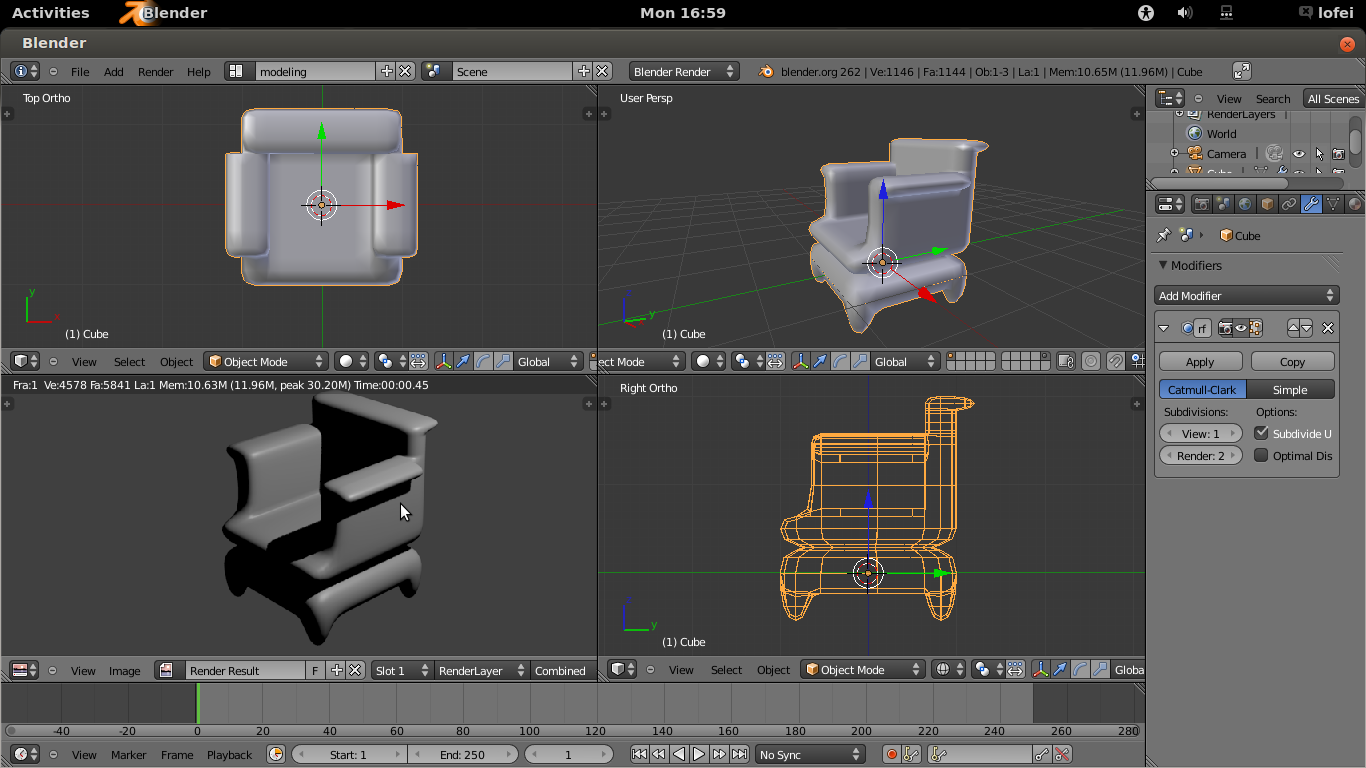 Activities Blender Mon 16:59 lofei
Blender
File Add Render Help modeling Scene Blender Render blender.org 262 | Ve:1146 | Fa:1144 | Ob:1-3 | La:1 | Mem:10.65M (11.96M) | Cube
Top Ortho
User Persp
View Search All Scenes
RenderLayers
World
Camera
Cube
Cube
Modifiers
Add Modifier
rf
Apply Copy
Catmull-Clark Simple
Subdivisions: Options:
View: 1 Subdivide U
Render: 2 Optimal Dis
y
x
(1) Cube
z
y
(1) Cube
View Select Object Object Mode Global
ect Mode Global
Fra:1 Ve:4578 Fa:5841 La:1 Mem:10.63M (11.96M, peak 30.20M) Time:00:00.45
Right Ortho
z
y
(1) Cube
View Image Render Result F Slot 1 RenderLayer Combined
View Select Object Object Mode Globa
-40 -20 0 20 40 60 80 100 120 140 160 180 200 220 240 260 280
View Marker Frame Playback Start: 1 End: 250 1 No Sync